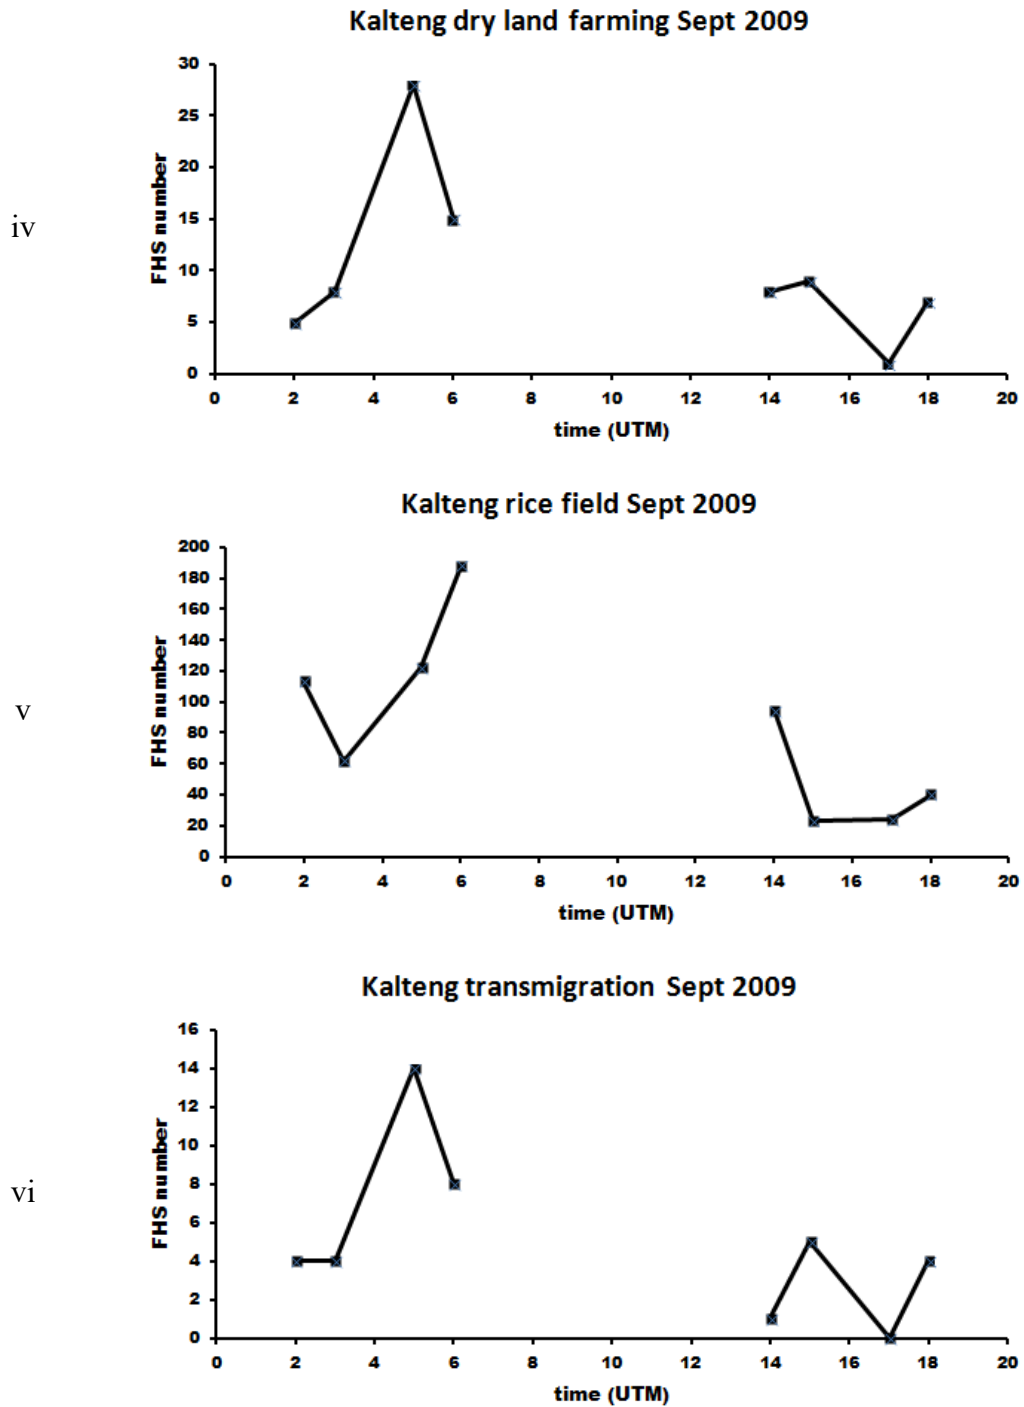 Kalteng dry land farming Sept 2009
30
25
20
15
10
5
0
FHS number
iv
0 2 4 6 8 10 12 14 16 18 20
time (UTM)
Kalteng rice field Sept 2009
200
180
160
140
120
100
80
60
40
20
0
FHS number
v
0 2 4 6 8 10 12 14 16 18 20
time (UTM)
Kalteng transmigration Sept 2009
16
14
12
10
8
6
4
2
0
FHS number
vi
0 2 4 6 8 10 12 14 16 18 20
time (UTM)